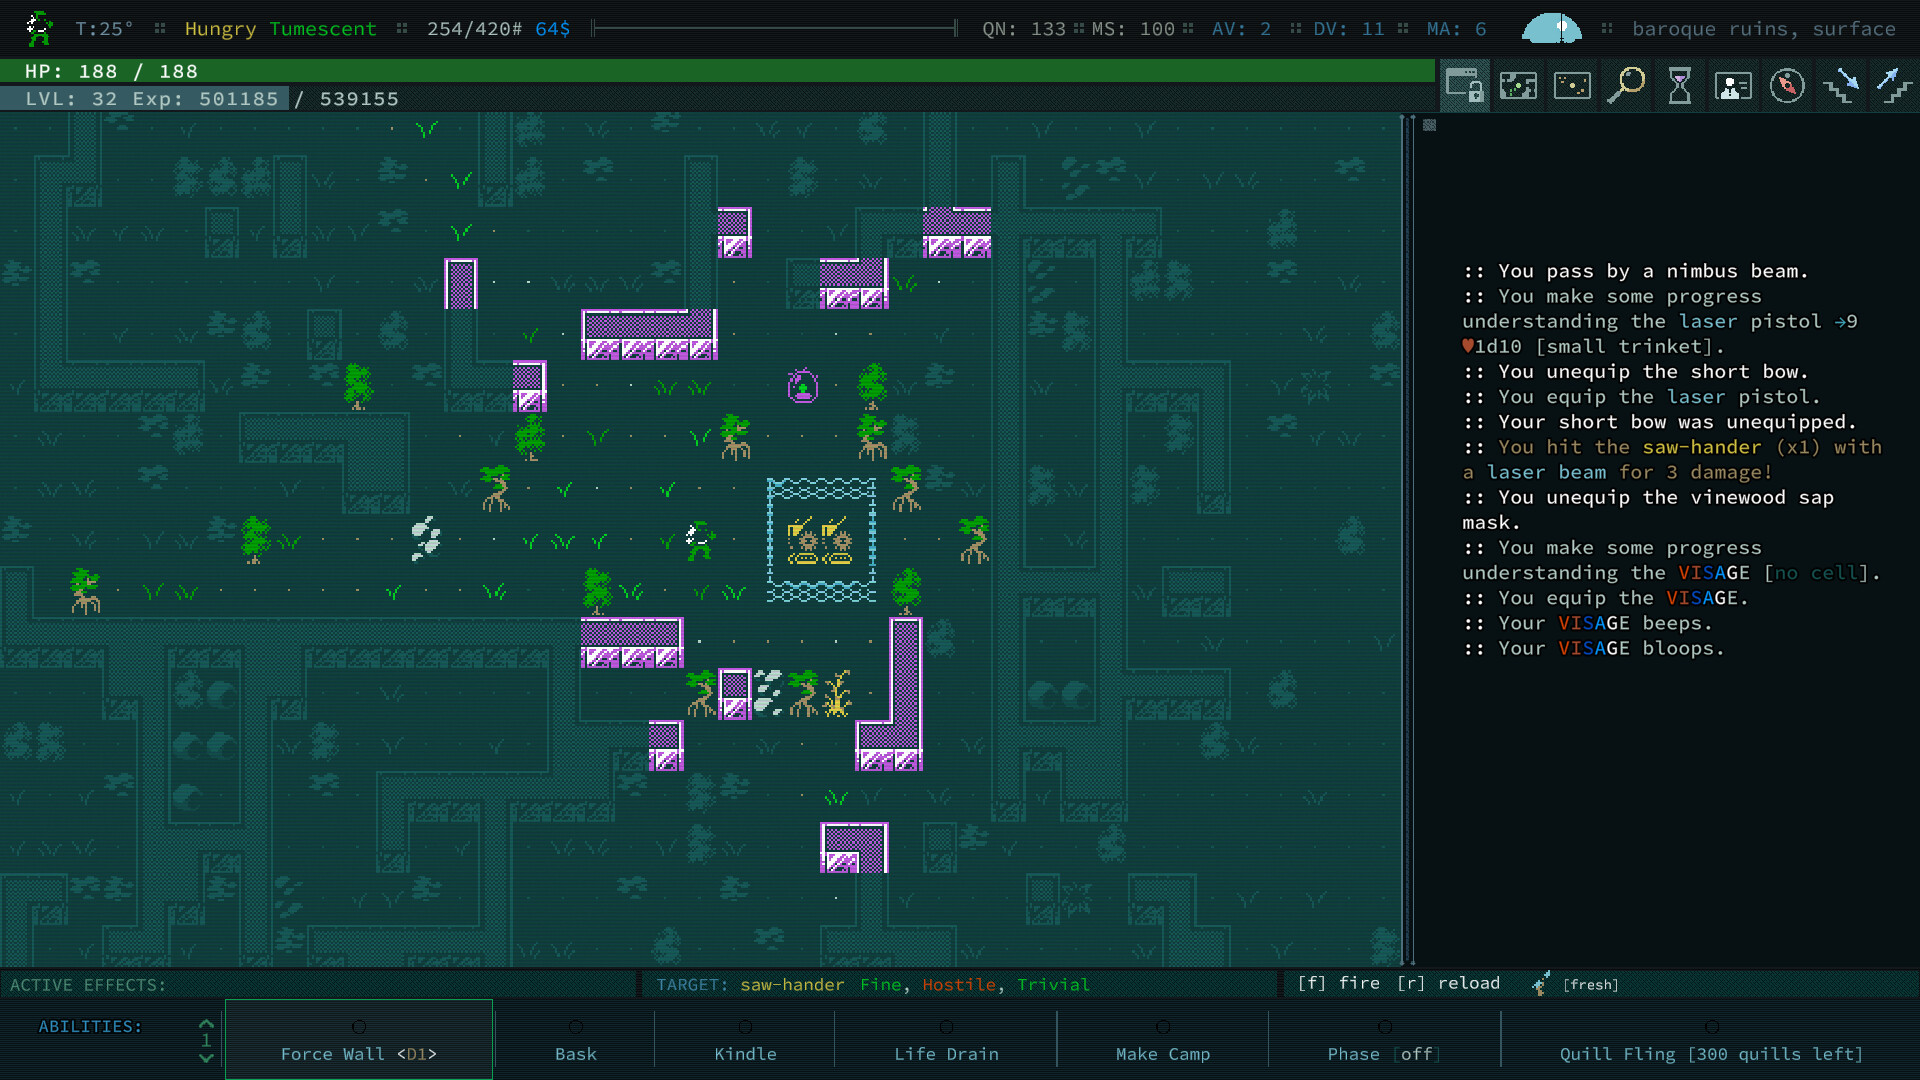 T:25° Hungry Tumescent 254/420# 64$ QN: 133 MS: 100 AV: 2 DV: 11 MA: 6 baroque ruins, surface
HP: 188 / 188
LVL: 32 Exp: 501185 / 539155
:: You pass by a nimbus beam.
:: You make some progress
understanding the laser pistol →9
♥1d10 [small trinket].
:: You unequip the short bow.
:: You equip the laser pistol.
:: Your short bow was unequipped.
:: You hit the saw-hander (x1) with
a laser beam for 3 damage!
:: You unequip the vinewood sap
mask.
:: You make some progress
understanding the VISAGE [no cell].
:: You equip the VISAGE.
:: Your VISAGE beeps.
:: Your VISAGE bloops.
ACTIVE EFFECTS: TARGET: saw-hander Fine, Hostile, Trivial [f] fire [r] reload [fresh]
ABILITIES: 1 Force Wall <D1> Bask Kindle Life Drain Make Camp Phase [off] Quill Fling [300 quills left]